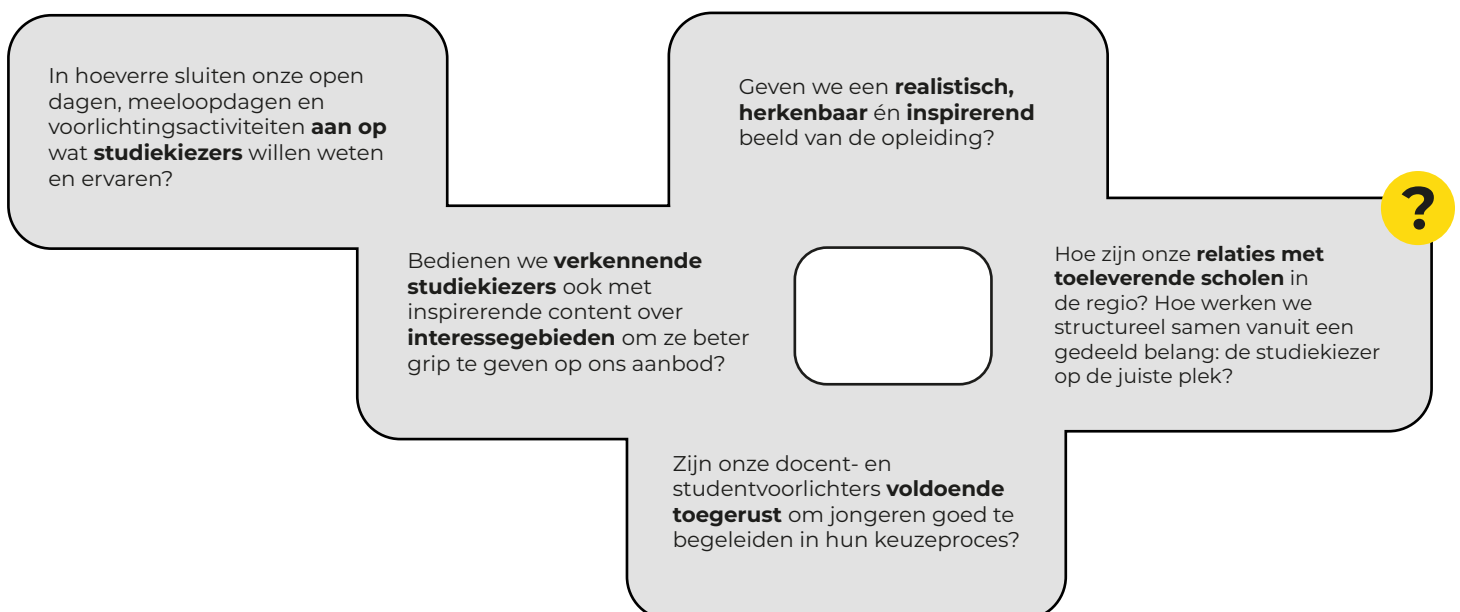 In hoeverre sluiten onze open
dagen, meeloopdagen en
voorlichtingsactiviteiten aan op
wat studiekiezers willen weten
en ervaren?
Geven we een realistisch,
herkenbaar én inspirerend
beeld van de opleiding?
?
Bedienen we verkennende
studiekiezers ook met
inspirerende content over
interessegebieden om ze beter
grip te geven op ons aanbod?
Hoe zijn onze relaties met
toeleverende scholen in
de regio? Hoe werken we
structureel samen vanuit een
gedeeld belang: de studiekiezer
op de juiste plek?
Zijn onze docent- en
studentvoorlichters voldoende
toegerust om jongeren goed te
begeleiden in hun keuzeproces?